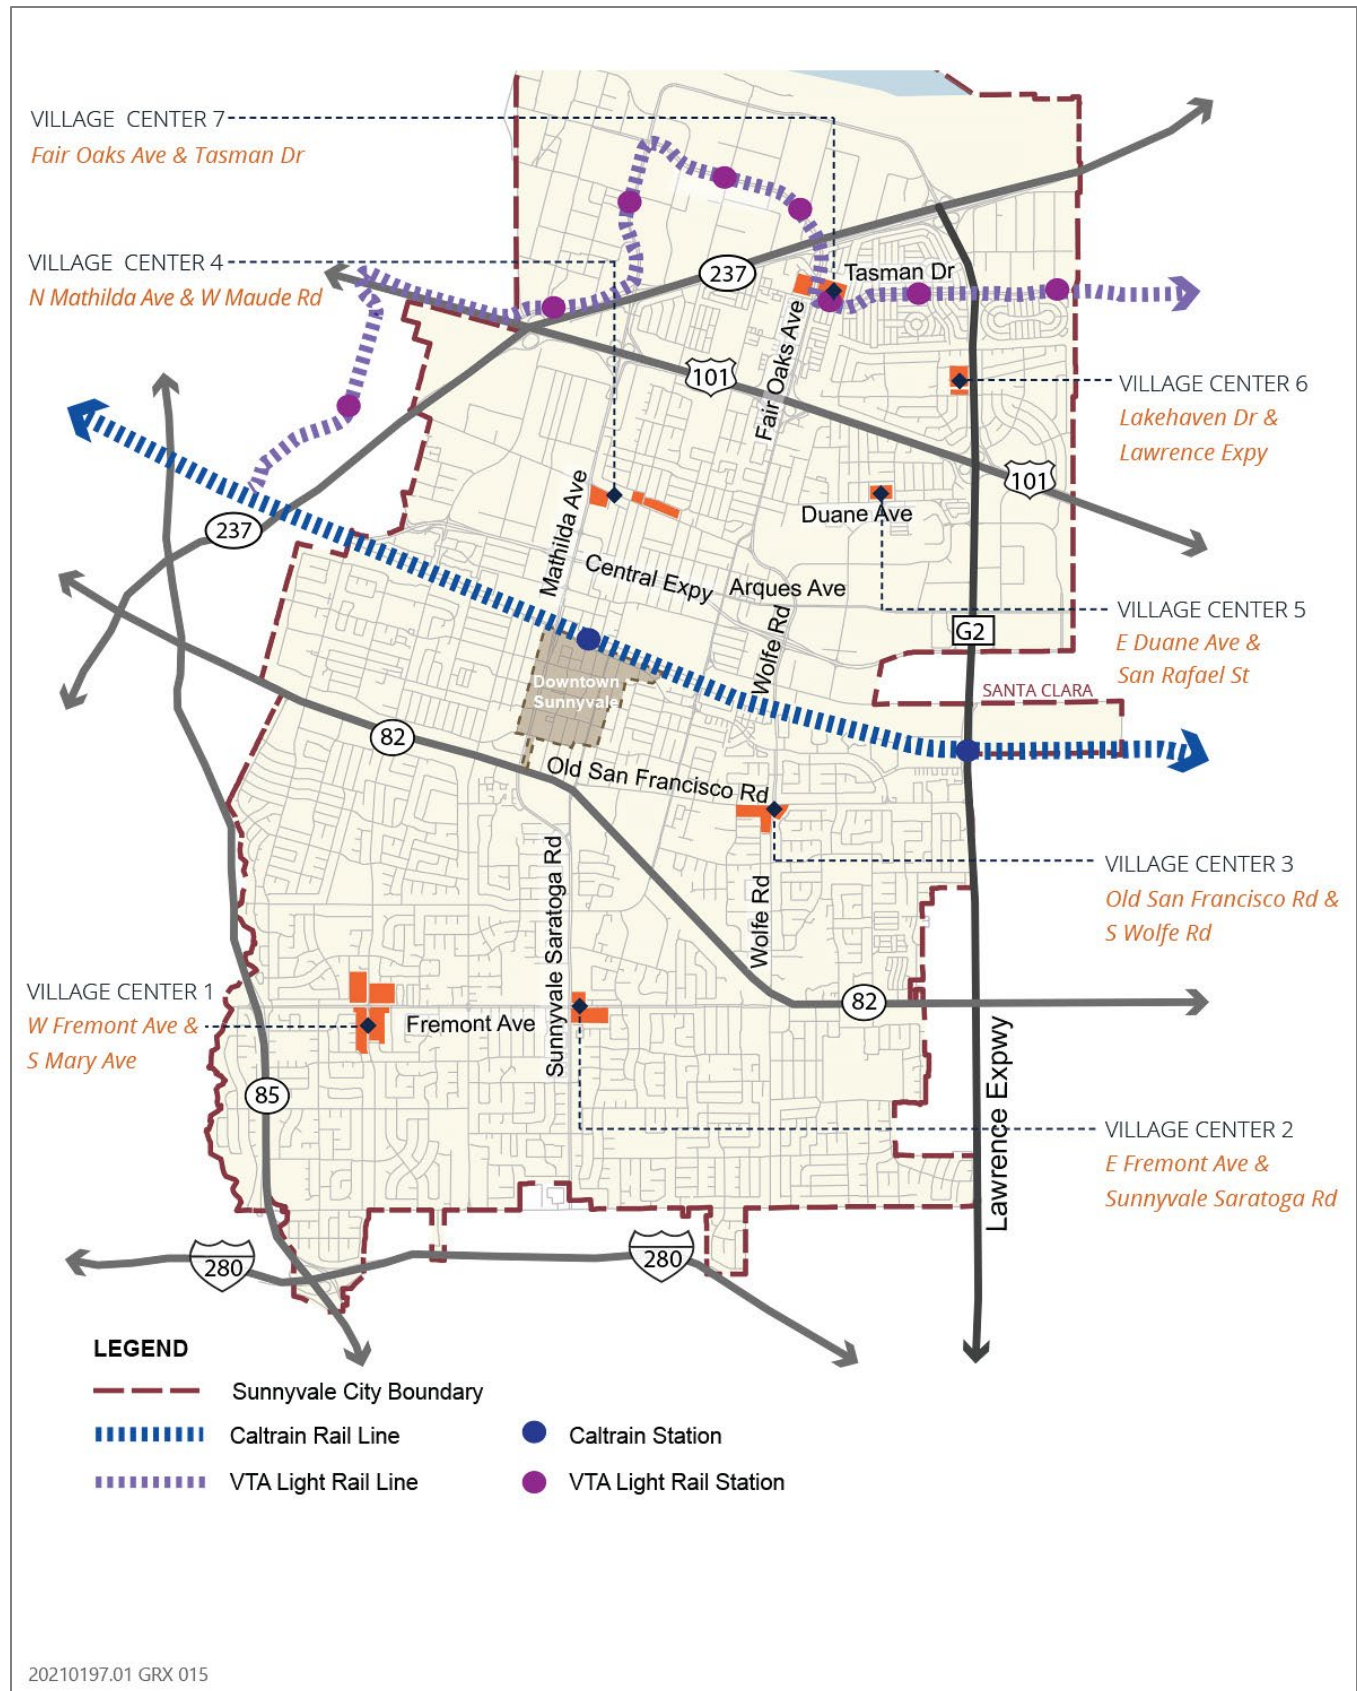 VILLAGE CENTER 7
Fair Oaks Ave & Tasman Dr
VILLAGE CENTER 4
N Mathilda Ave & W Maude Rd
237
Tasman Dr
Fair Oaks Ave
101
VILLAGE CENTER 6
Lakehaven Dr &
Lawrence Expy
101
Mathilda Ave
Duane Ave
237
Central Expy
Arques Ave
VILLAGE CENTER 5
E Duane Ave &
San Rafael St
G2
Wolfe Rd
Downtown
Sunnyvale
SANTA CLARA
82
Old San Francisco Rd
VILLAGE CENTER 3
Old San Francisco Rd &
S Wolfe Rd
Sunnyvale Saratoga Rd
Wolfe Rd
VILLAGE CENTER 1
W Fremont Ave &
S Mary Ave
Fremont Ave
82
85
Lawrence Expwy
VILLAGE CENTER 2
E Fremont Ave &
Sunnyvale Saratoga Rd
280
280
LEGEND
Sunnyvale City Boundary
Caltrain Rail Line
Caltrain Station
VTA Light Rail Line
VTA Light Rail Station
20210197.01 GRX 015